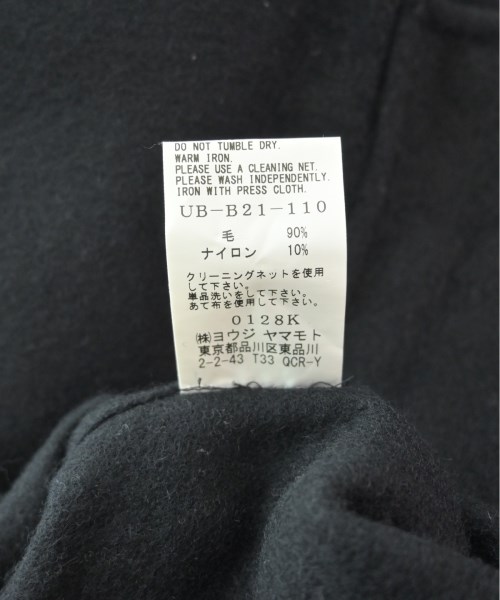 DO NOT TUMBLE DRY.
WARM IRON.
PLEASE USE A CLEANING NET.
PLEASE WASH INDEPENDENTLY.
IRON WITH PRESS CLOTH.
UB-B21-110
毛 90%
ナイロン 10%
クリーニングネットを使用
して下さい。
単品洗いをして下さい。
あて布を使用して下さい。
0128K
㈱ヨウジ ヤマモト
東京都品川区東品川
2-2-43 T33 QCR-Y